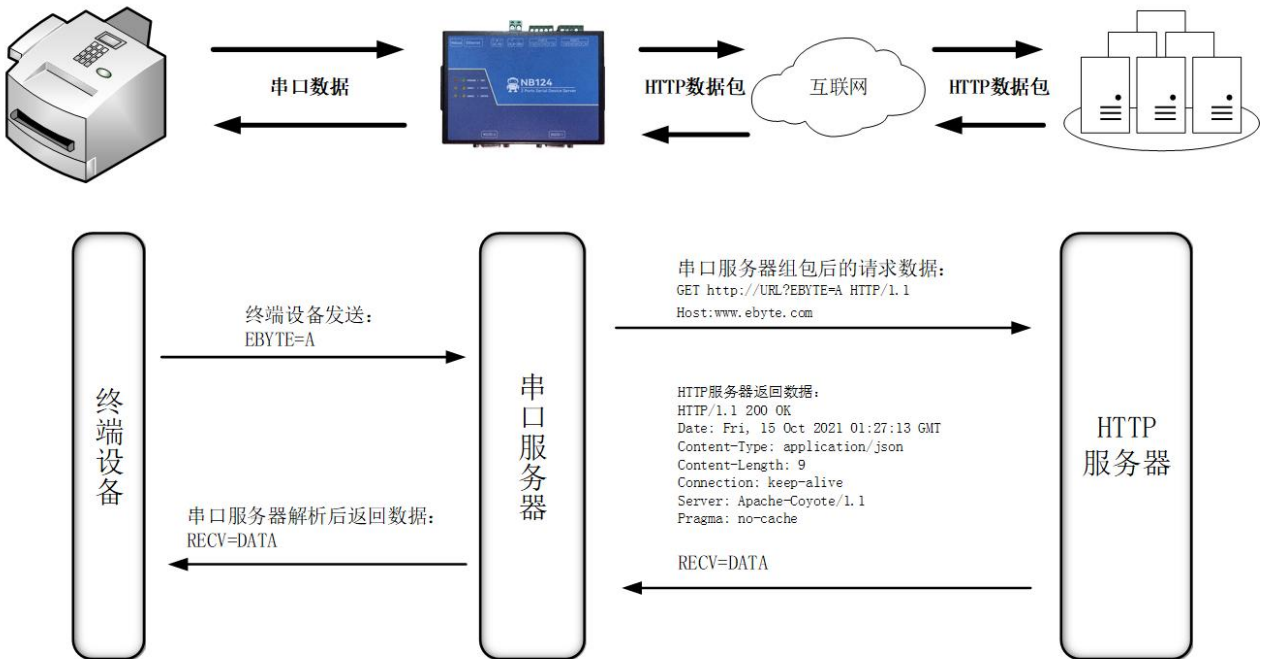 串口数据
NB124
HTTP数据包
互联网
HTTP数据包
终端设备
终端设备发送：
EBYTE=A
串口服务器解析后返回数据：
RECV=DATA
串口服务器
串口服务器组包后的请求数据：
GET http://URL?EBYTE=A HTTP/1.1
Host:www.ebyte.com
HTTP服务器返回数据：
HTTP/1.1 200 OK
Date: Fri, 15 Oct 2021 01:27:13 GMT
Content-Type: application/json
Content-Length: 9
Connection: keep-alive
Server: Apache-Coyote/1.1
Pragma: no-cache
RECV=DATA
HTTP
服务器